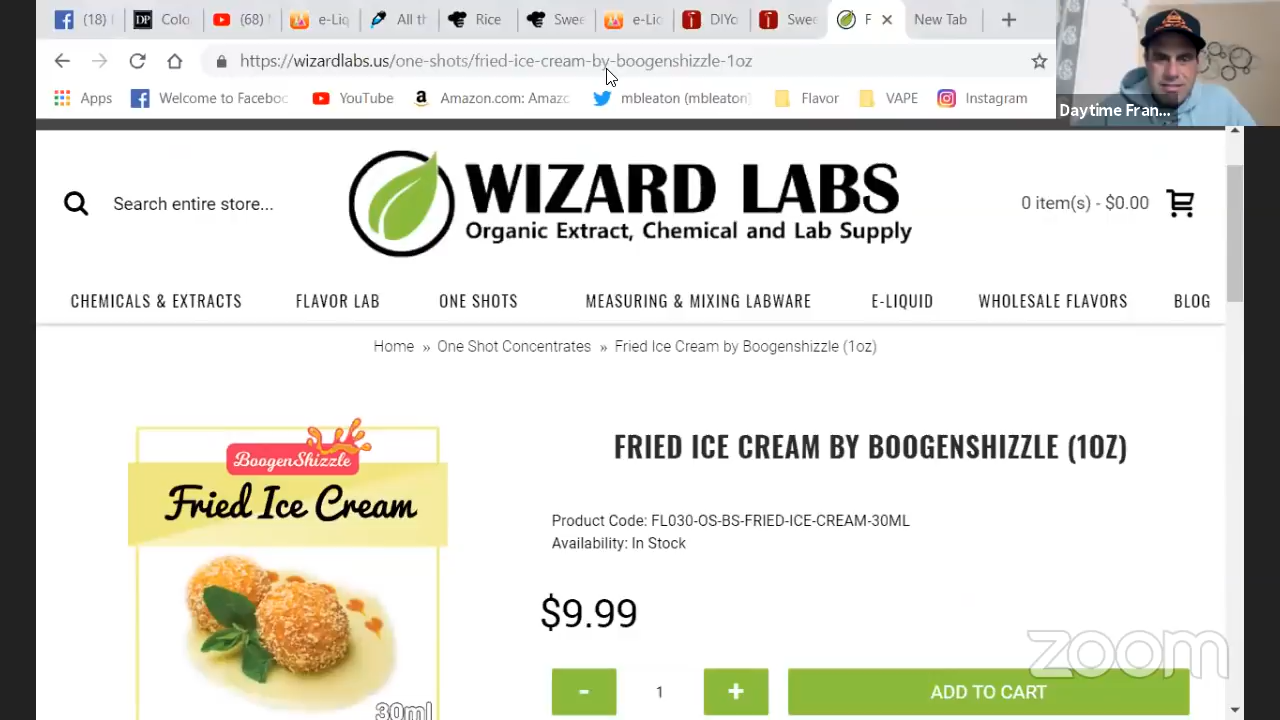 (18) Colo (68) e-Liq All th Rice Swee e-Lic DIYo Swee F New Tab
https://wizardlabs.us/one-shots/fried-ice-cream-by-boogenshizzle-1oz
Apps Welcome to Faceboo YouTube Amazon.com: Amazo mbleaton (mbleaton) Flavor VAPE Instagram
Daytime Fran...
Search entire store...
WIZARD LABS
Organic Extract, Chemical and Lab Supply
0 item(s) - $0.00
CHEMICALS & EXTRACTS FLAVOR LAB ONE SHOTS MEASURING & MIXING LABWARE E-LIQUID WHOLESALE FLAVORS BLOG
Home » One Shot Concentrates » Fried Ice Cream by Boogenshizzle (1oz)
BoogenShizzle
Fried Ice Cream
30ml
FRIED ICE CREAM BY BOOGENSHIZZLE (1OZ)
Product Code: FL030-OS-BS-FRIED-ICE-CREAM-30ML
Availability: In Stock
$9.99
- 1 + ADD TO CART
zoom